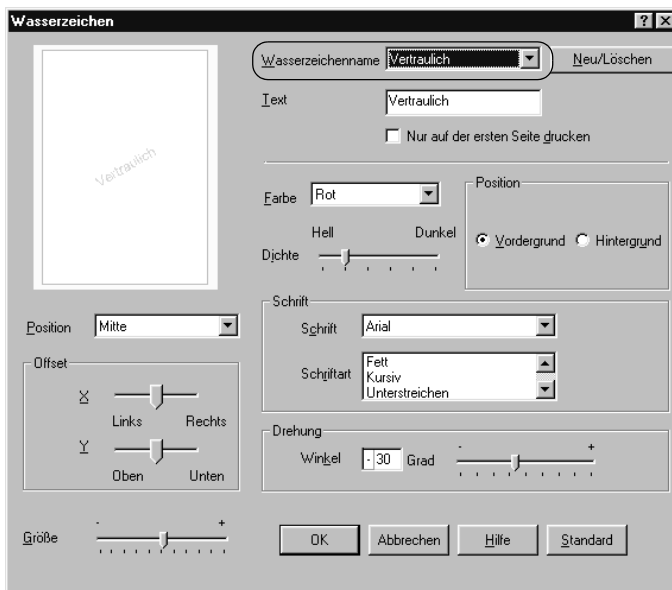 Wasserzeichen
Vertraulich
Wasserzeichenname Vertraulich Neu/Löschen
Text Vertraulich
Nur auf der ersten Seite drucken
Farbe Rot
Hell Dunkel
Dichte
Position
Vordergrund Hintergrund
Position Mitte
Offset
X
Links Rechts
Y
Oben Unten
Größe - +
Schrift
Schrift Arial
Schriftart Fett
Kursiv
Unterstreichen
Drehung
Winkel - 30 Grad - +
OK Abbrechen Hilfe Standard